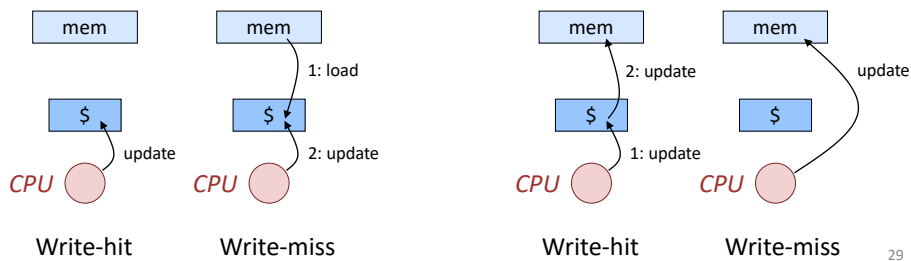 mem
mem
mem
mem
1: load
2: update
update
$
$
$
$
update
2: update
1: update
CPU
CPU
CPU
CPU
Write-hit
Write-miss
Write-hit
Write-miss
29